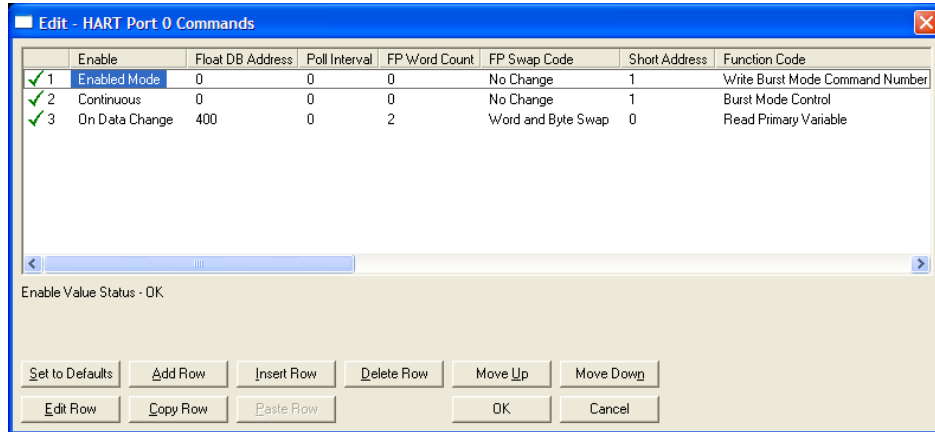 Edit - HART Port 0 Commands
Enable Float DB Address Poll Interval FP Word Count FP Swap Code Short Address Function Code
1 Enabled Mode 0 0 0 No Change 1 Write Burst Mode Command Number
2 Continuous 0 0 0 No Change 1 Burst Mode Control
3 On Data Change 400 0 2 Word and Byte Swap 0 Read Primary Variable
Enable Value Status - OK
Set to Defaults Add Row Insert Row Delete Row Move Up Move Down
Edit Row Copy Row Paste Row OK Cancel